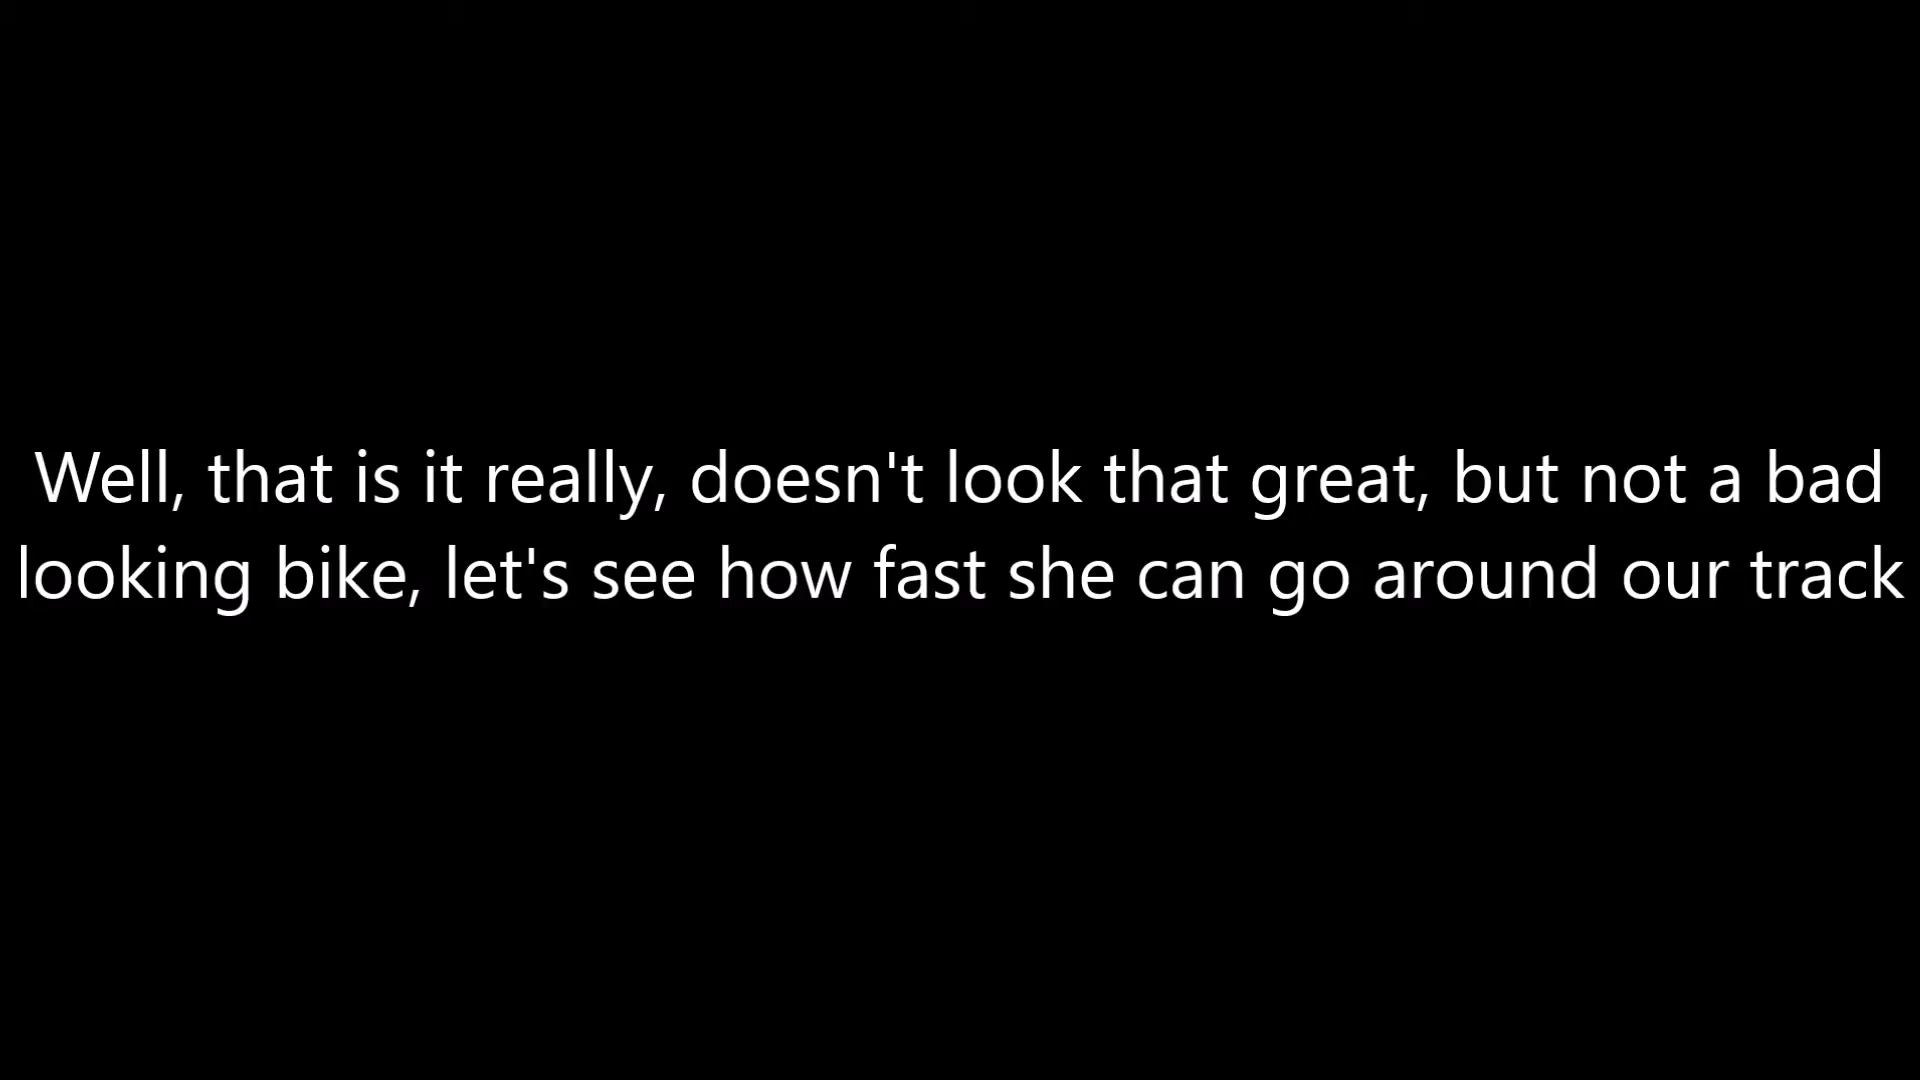 Well, that is it really, doesn't look that great, but not a bad
looking bike, let's see how fast she can go around our track